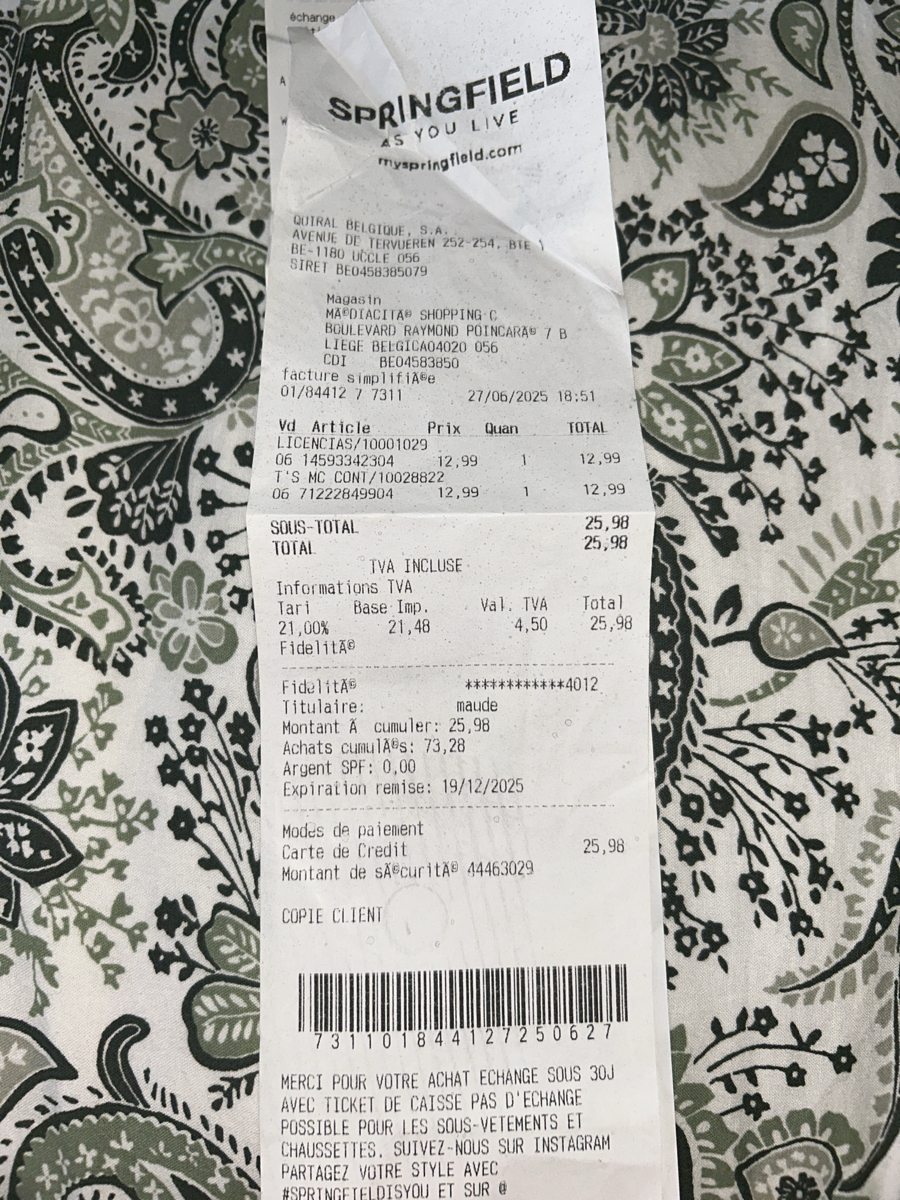 échange
SPRINGFIELD
AS YOU LIVE
myspringfield.com
QUIRAL BELGIQUE, S.A.
AVENUE DE TERVUEREN 252-254, BTE 1
BE-1180 UCCLE 056
SIRET BE0458385079
Magasin
MÃ©DIACITÃ© SHOPPING C
BOULEVARD RAYMOND POINCARÃ© 7 B
LIEGE BELGICA04020 056
CDI BE04583850
facture simplifiÃ©e
01/84412 7 7311 27/06/2025 18:51
Vd Article Prix Quan TOTAL
LICENCIAS/10001029
06 14593342304 12,99 1 12,99
T'S MC CONT/10028822
06 71222849904 12,99 1 12,99
SOUS-TOTAL 25,98
TOTAL 25,98
TVA INCLUSE
Informations TVA
Tari Base Imp. Val. TVA Total
21,00% 21,48 4,50 25,98
FidelitÃ©
FidelitÃ© ************4012
Titulaire: maude
Montant Ã cumuler: 25,98
Achats cumulÃ©s: 73,28
Argent SPF: 0,00
Expiration remise: 19/12/2025
Modes de paiement
Carte de Credit 25,98
Montant de sÃ©curitÃ© 44463029
COPIE CLIENT
7311018441272506​27
MERCI POUR VOTRE ACHAT ECHANGE SOUS 30J
AVEC TICKET DE CAISSE PAS D'ECHANGE
POSSIBLE POUR LES SOUS-VETEMENTS ET
CHAUSSETTES. SUIVEZ-NOUS SUR INSTAGRAM
PARTAGEZ VOTRE STYLE AVEC
#SPRINGFIELDISYOU ET SUR @